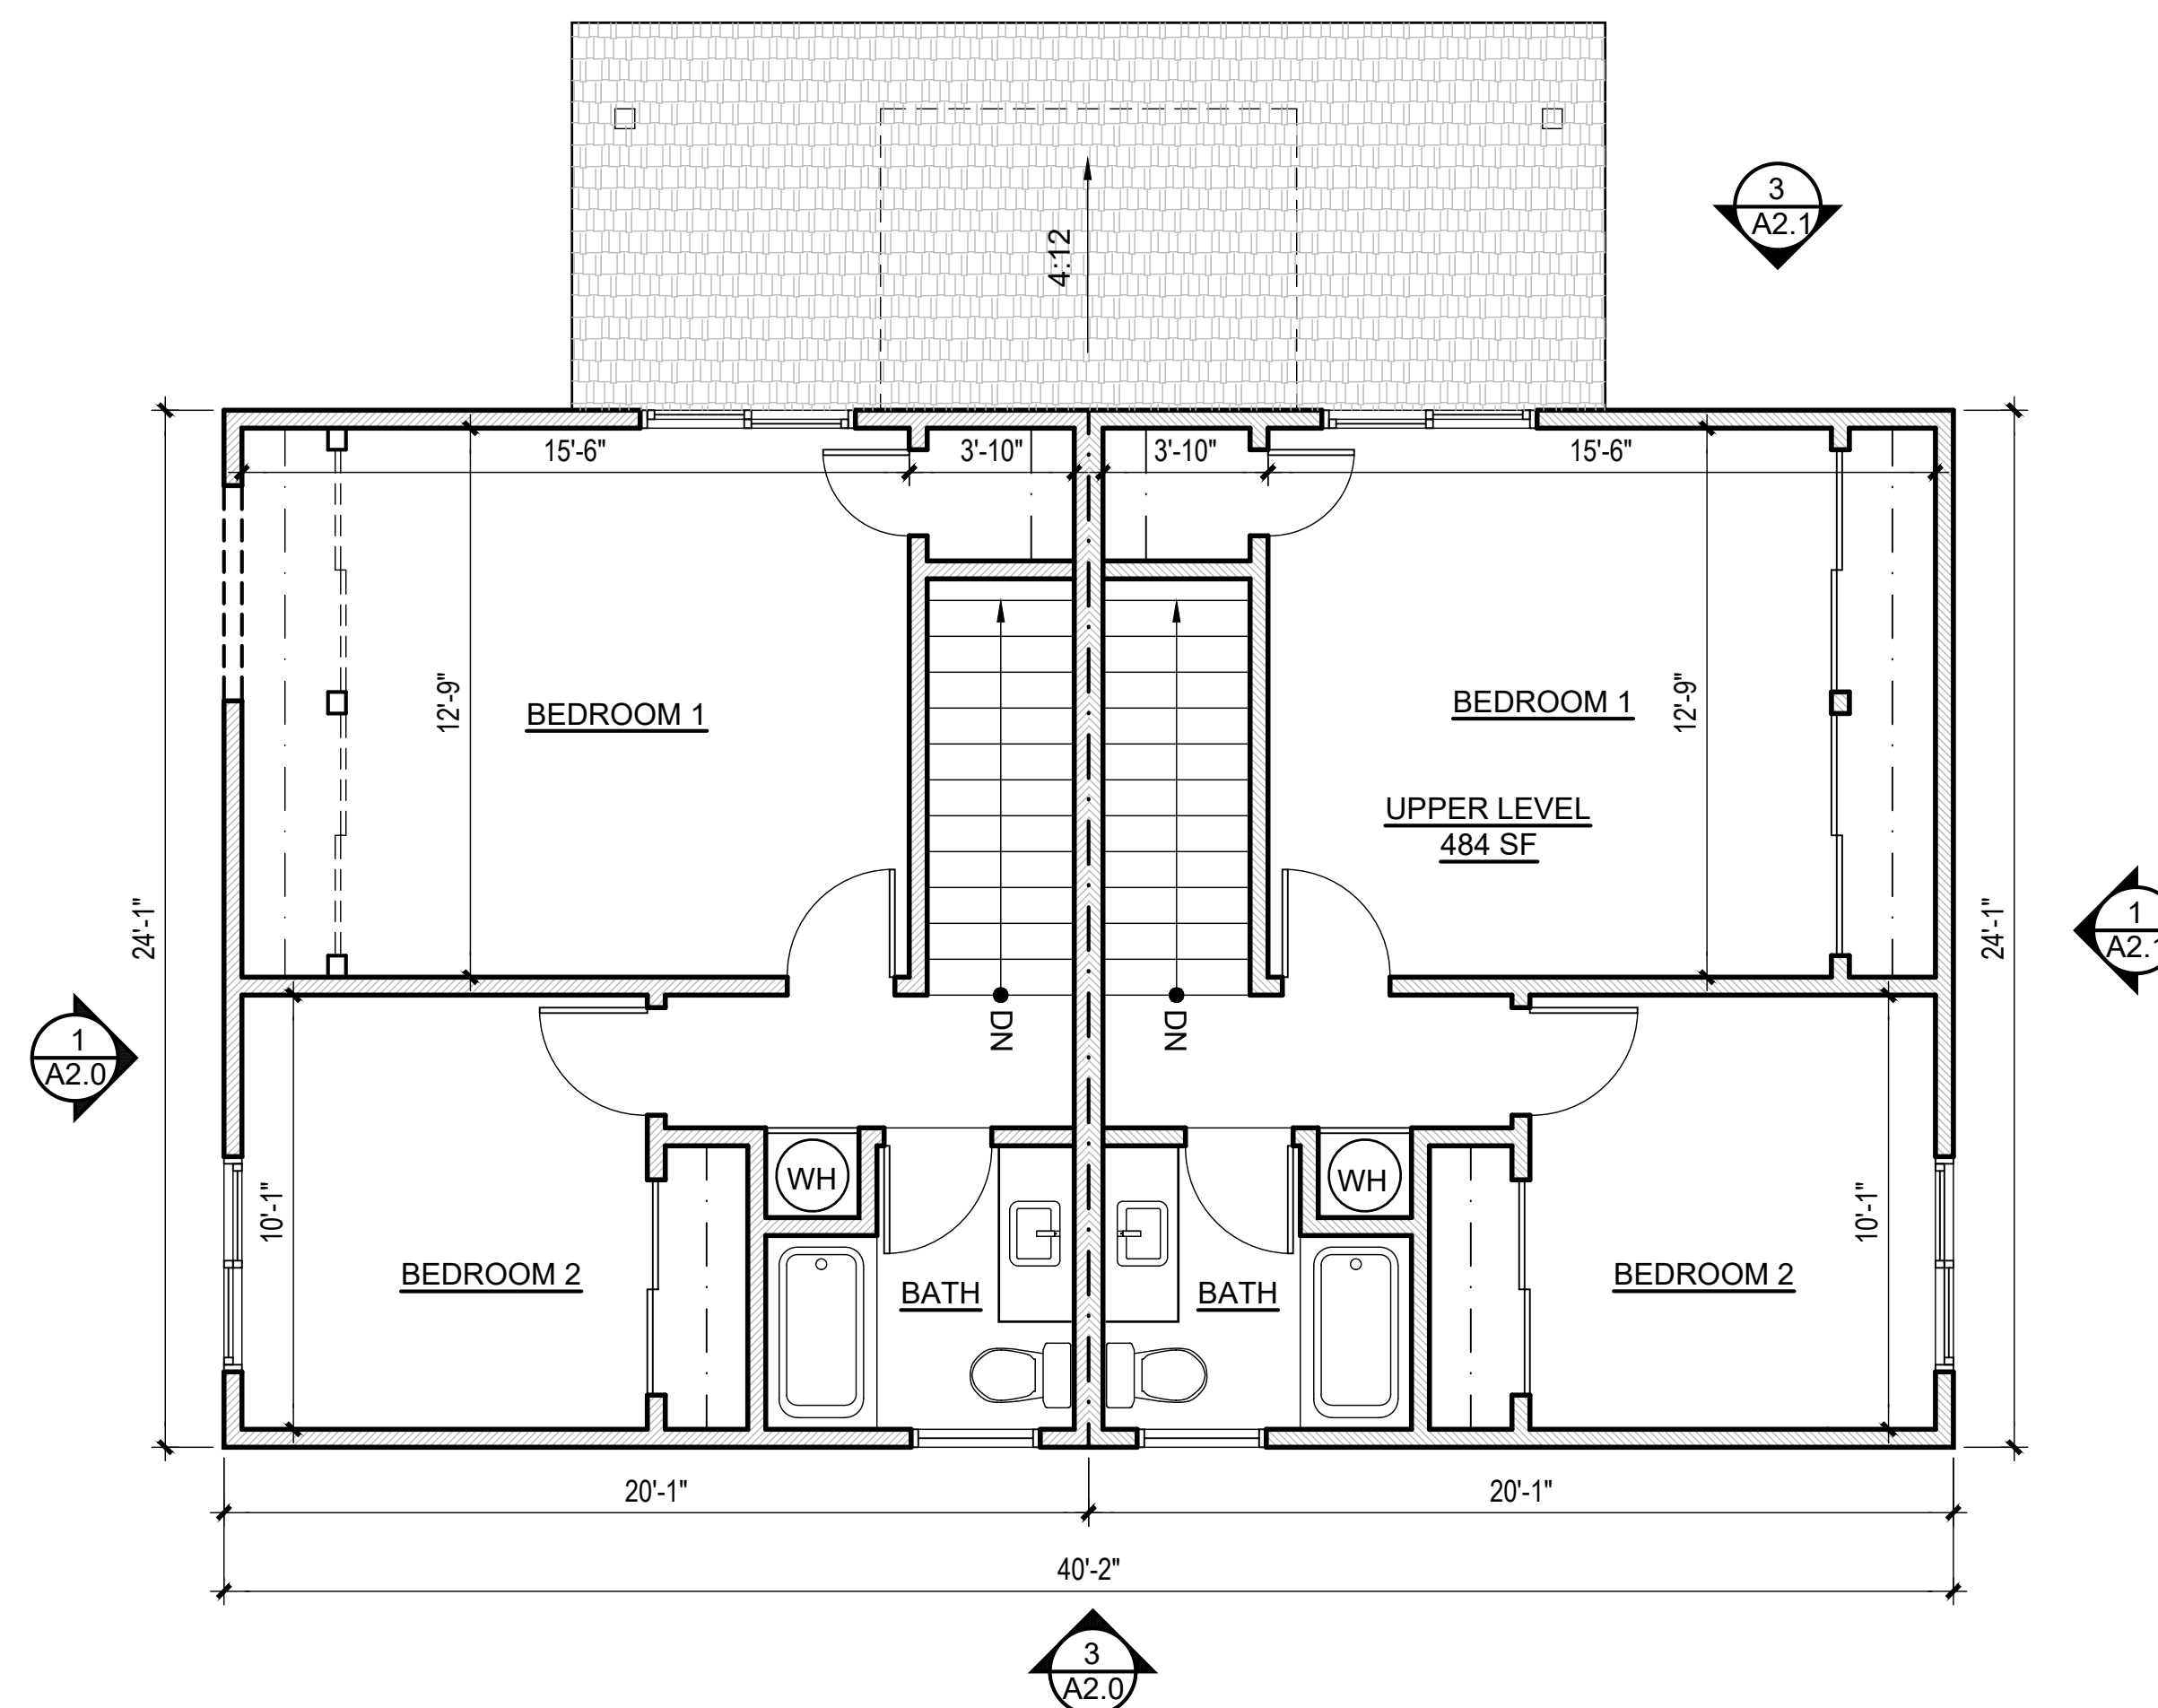 3
A2.1
4:12
15'-6"
3'-10"
3'-10"
15'-6"
12'-9"
BEDROOM 1
BEDROOM 1
12'-9"
UPPER LEVEL
484 SF
24'-1"
24'-1"
1
A2.1
DN
DN
1
A2.0
WH
WH
10'-1"
10'-1"
BEDROOM 2
BATH
BATH
BEDROOM 2
20'-1"
20'-1"
40'-2"
3
A2.0